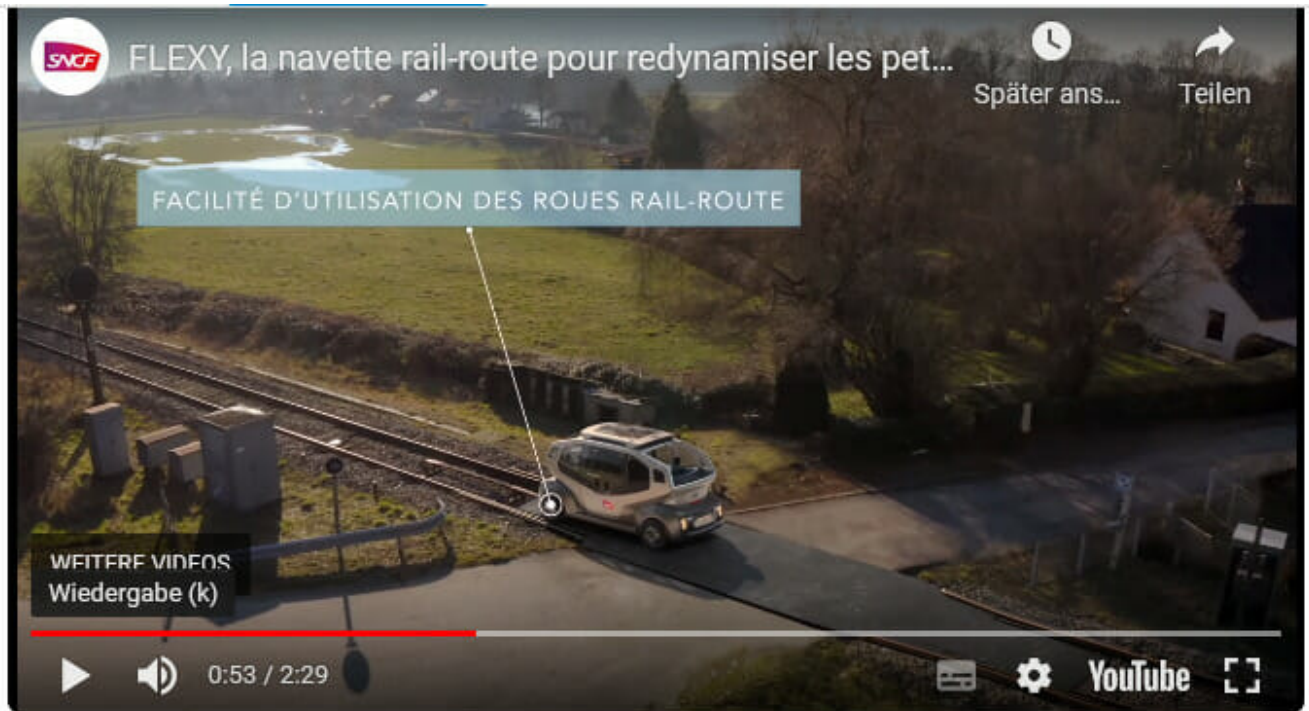 SNCF
FLEXY, la navette rail-route pour redynamiser les pet...
Später ans...
Teilen
FACILITÉ D'UTILISATION DES ROUES RAIL-ROUTE
WEITERE VIDEOS
Wiedergabe (k)
0:53 / 2:29
YouTube